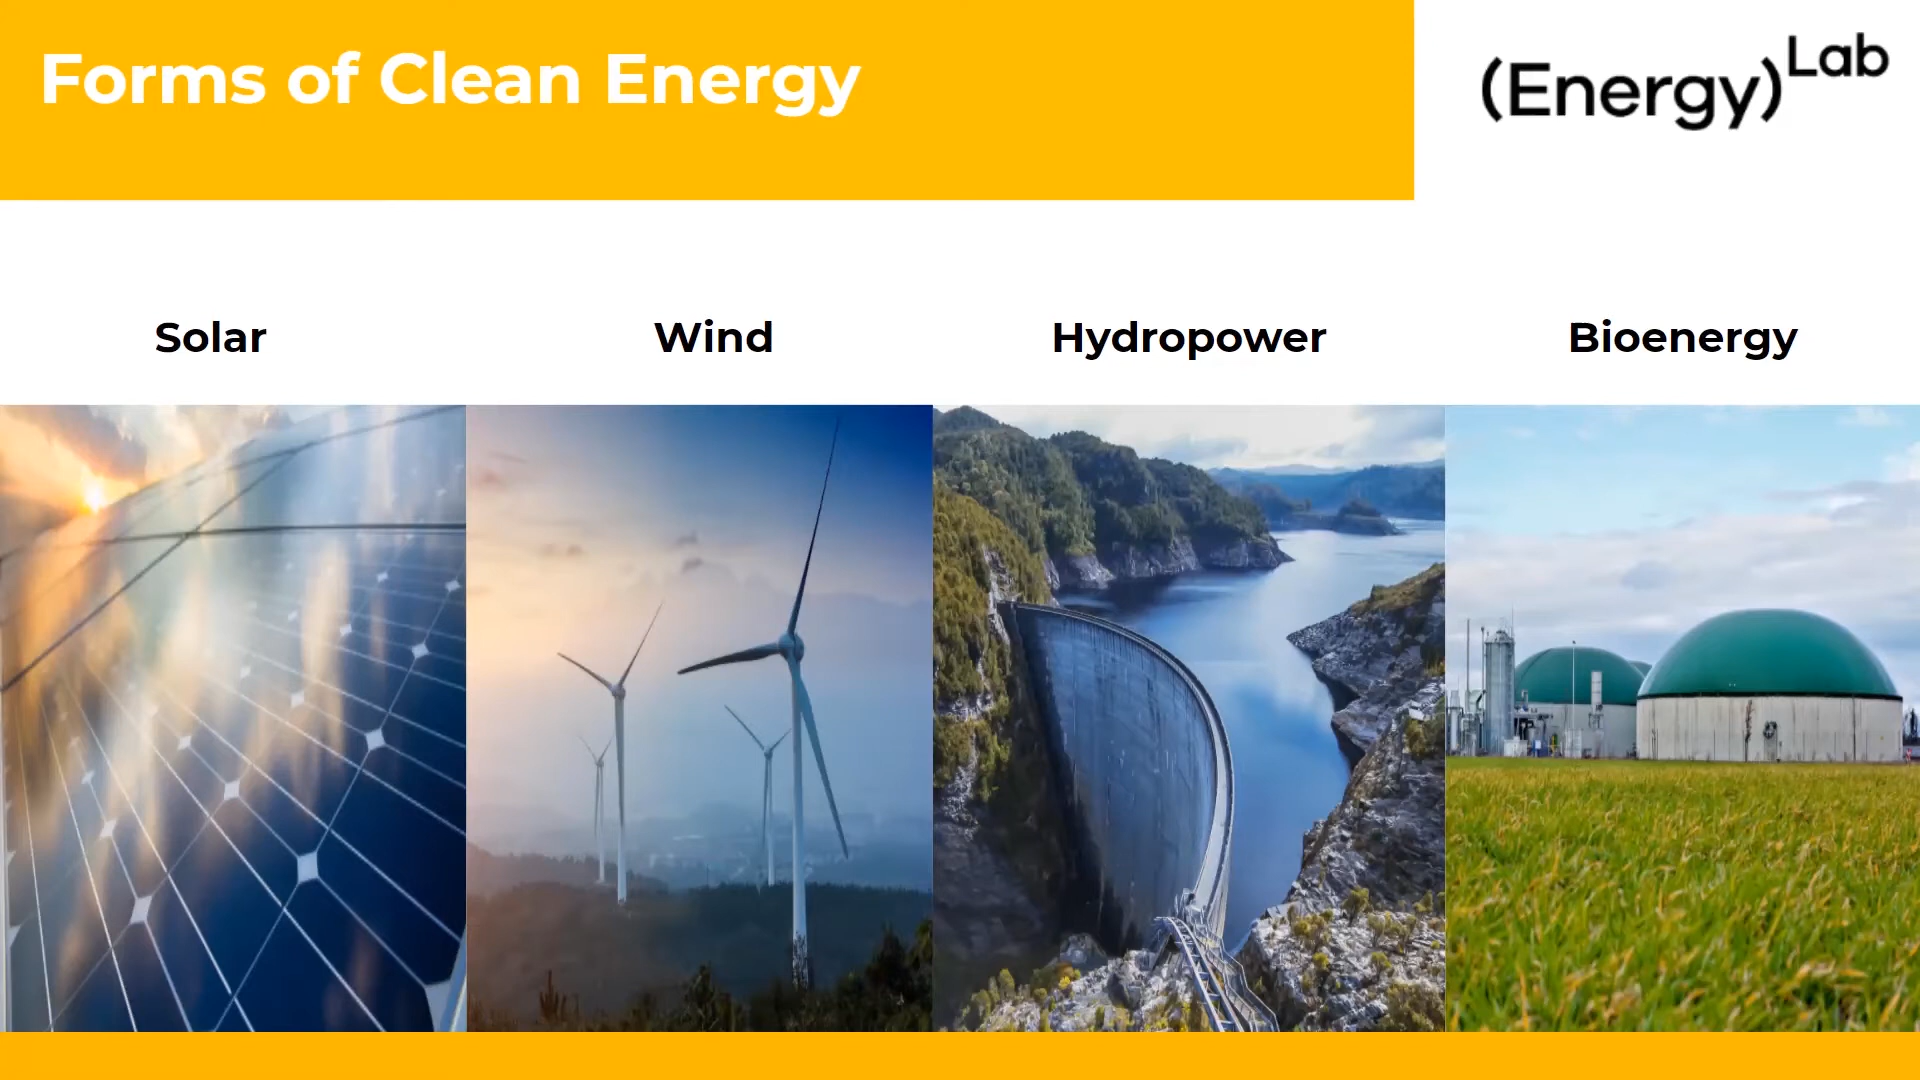 Forms of Clean Energy
(Energy)Lab
Solar
Wind
Hydropower
Bioenergy